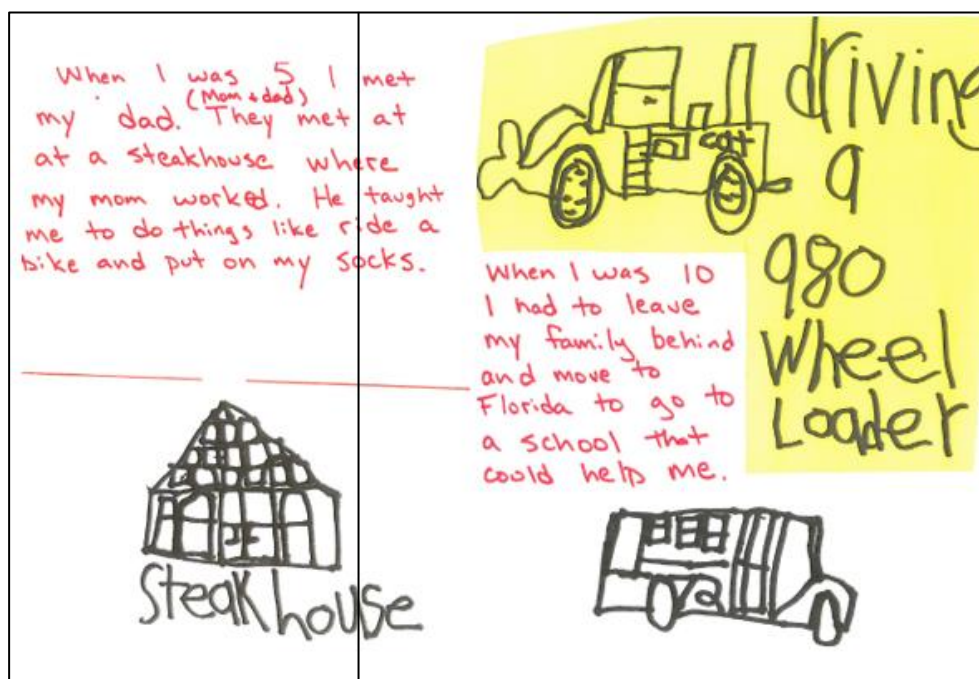 When I was 5 I met
(Mom + dad)
my dad. They met at
at a steakhouse where
my mom worked. He taught
me to do things like ride a
bike and put on my socks.
Steakhouse
cat
driving
a
980
Wheel
Loader
When I was 10
I had to leave
my family behind
and move to
Florida to go to
a school that
could help me.